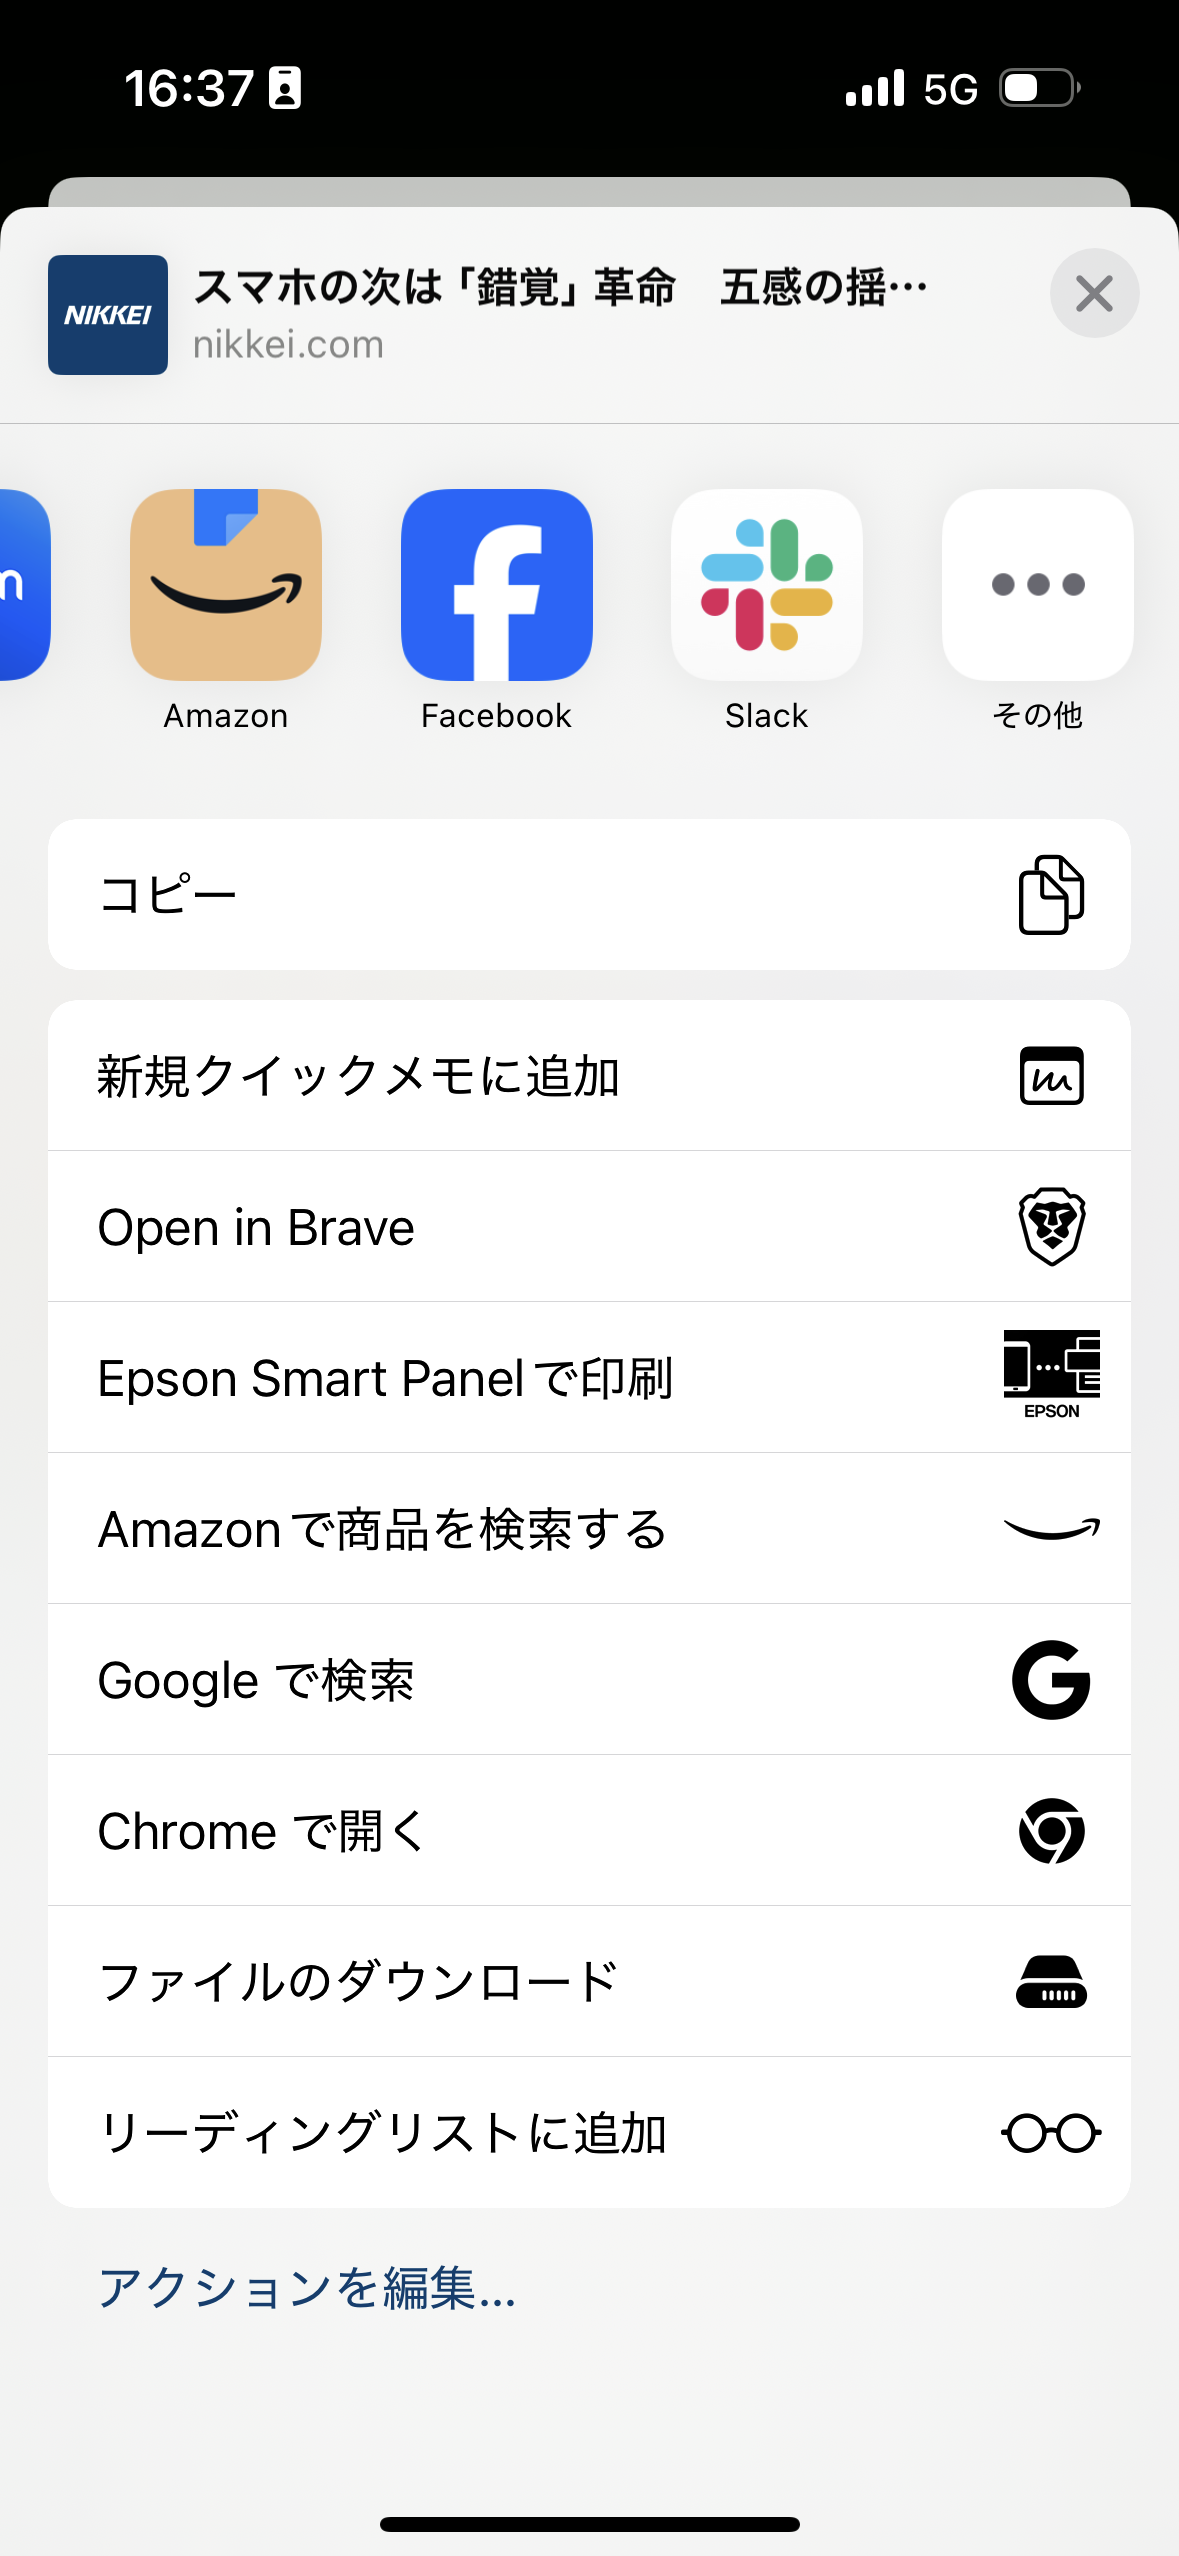 16:37
5G
NIKKEI
スマホの次は「錯覚」革命　五感の揺…
nikkei.com
n
Amazon
Facebook
Slack
その他
コピー
新規クイックメモに追加
Open in Brave
Epson Smart Panelで印刷
EPSON
Amazonで商品を検索する
Google で検索
Chrome で開く
ファイルのダウンロード
リーディングリストに追加
アクションを編集...